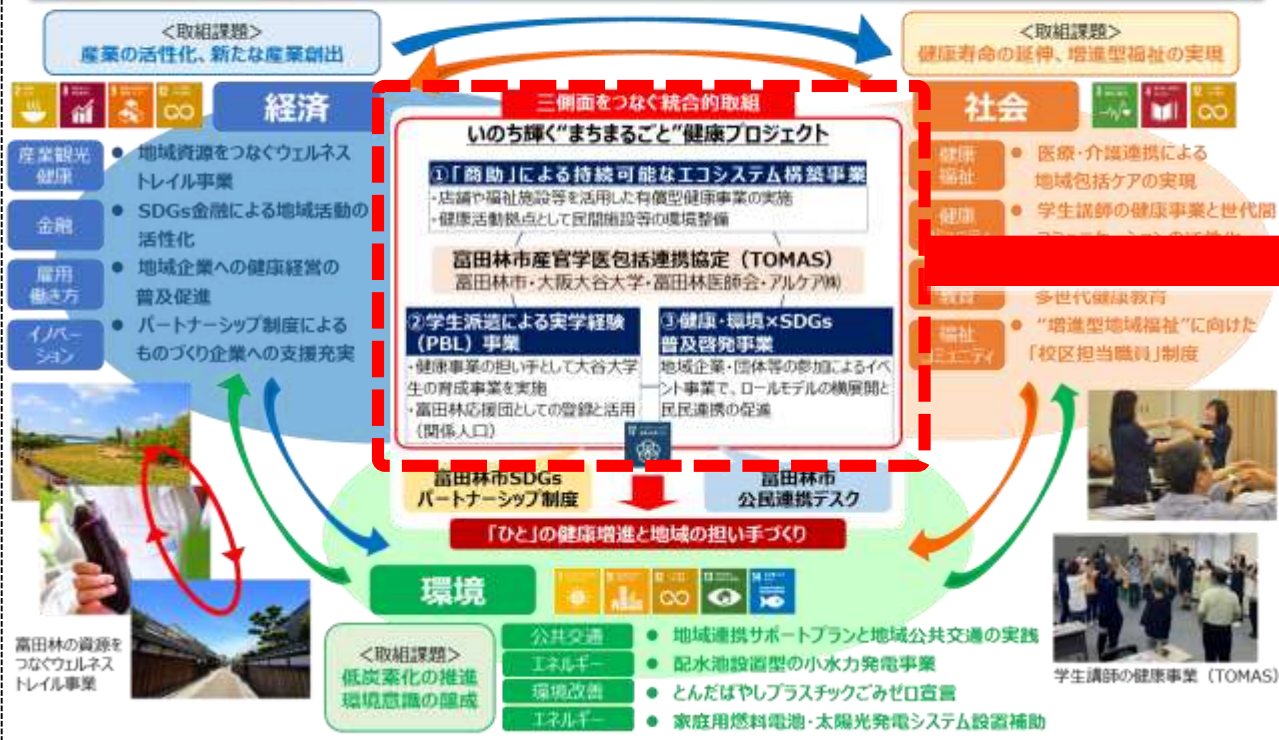 <取組課題>
産業の活性化、新たな産業創出
<取組課題>
健康寿命の延伸、増進型福祉の実現
経済
三側面をつなぐ統合的取組
社会
いのち輝く“まちまるごと”健康プロジェクト
①「商助」による持続可能なエコシステム構築事業
・店舗や福祉施設等を活用した有償型健康事業の実施
・健康活動拠点として民間施設等の環境整備
富田林市産官学医包括連携協定（TOMAS）
富田林市・大阪大谷大学・富田林医師会・アルケア㈱
②学生派遣による実学経験
（PBL）事業
・健康事業の担い手として大谷大学
生の育成事業を実施
・富田林応援団としての登録と活用
（関係人口）
③健康・環境×SDGs
普及啓発事業
地域企業・団体等の参加によるイベ
ント事業で、ロールモデルの横展開と
民民連携の促進
産業観光
健康
● 地域資源をつなぐウェルネス
トレイル事業
金融
● SDGs金融による地域活動の
活性化
雇用
働き方
● 地域企業への健康経営の
普及促進
イノベー
ション
● パートナーシップ制度による
ものづくり企業への支援充実
健康
福祉
● 医療・介護連携による
地域包括ケアの実現
健康
● 学生講師の健康事業と世代間
教育
多世代健康教育
福祉
コミュニティ
● “増進型地域福祉”に向けた
「校区担当職員」制度
富田林市SDGs
パートナーシップ制度
富田林市
公民連携デスク
「ひと」の健康増進と地域の担い手づくり
環境
<取組課題>
低炭素化の推進
環境意識の醸成
公共交通 ● 地域連携サポートプランと地域公共交通の実践
エネルギー ● 配水池設置型の小水力発電事業
環境改善 ● とんだばやしプラスチックごみゼロ宣言
エネルギー ● 家庭用燃料電池・太陽光発電システム設置補助
富田林の資源を
つなぐウェルネス
トレイル事業
学生講師の健康事業（TOMAS）